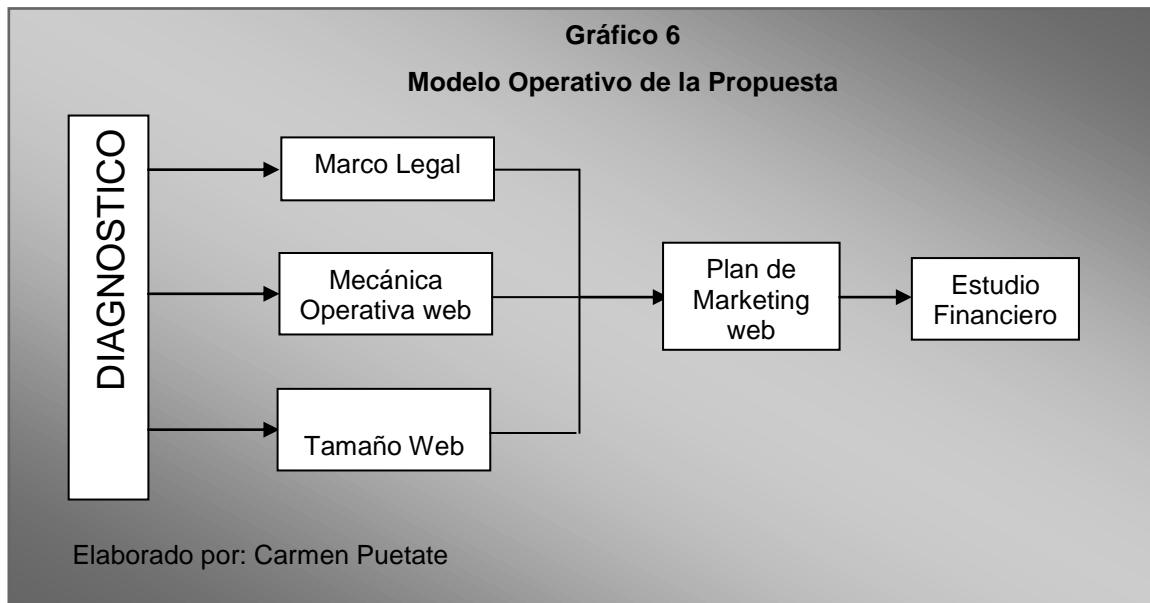 Gráfico 6
Modelo Operativo de la Propuesta
DIAGNOSTICO
Marco Legal
Mecánica
Operativa web
Tamaño Web
Plan de
Marketing
web
Estudio
Financiero
Elaborado por: Carmen Puetate